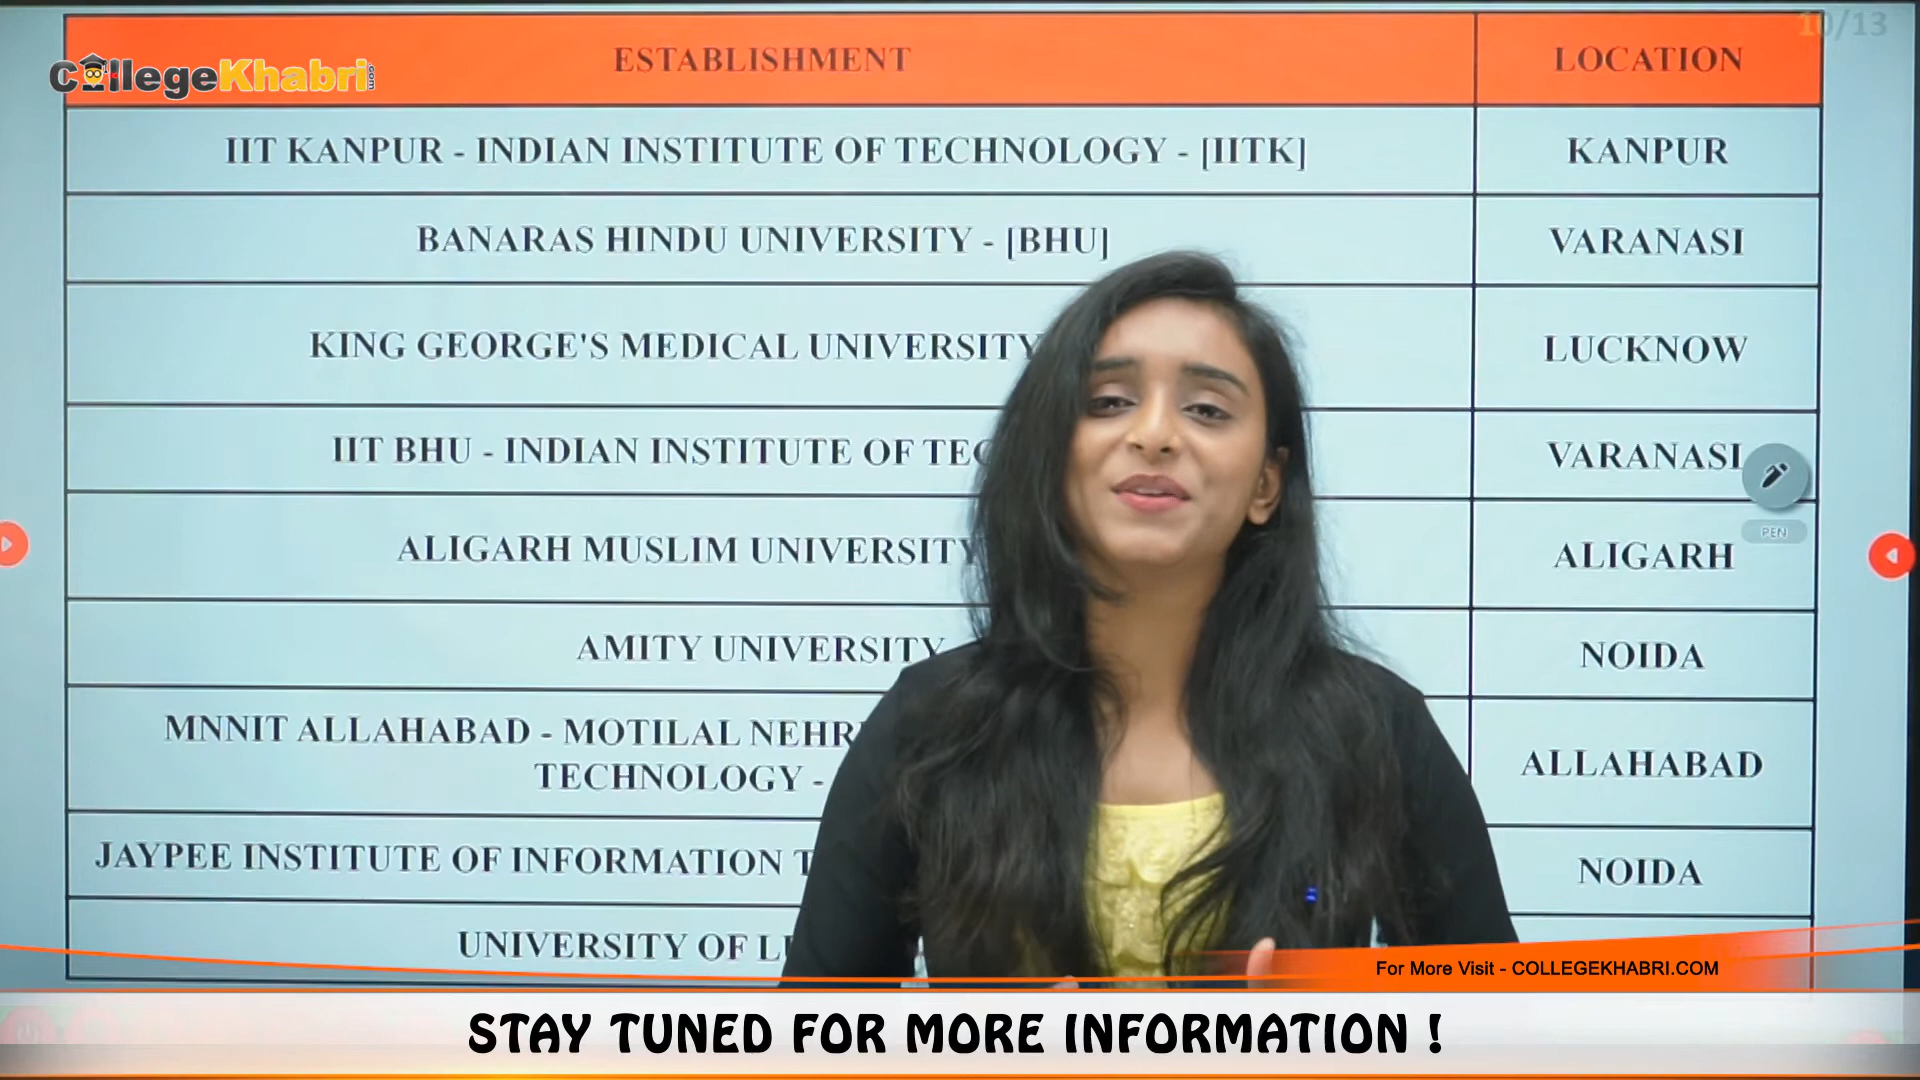 10/13
CollegeKhabri.com
ESTABLISHMENT LOCATION
IIT KANPUR - INDIAN INSTITUTE OF TECHNOLOGY - [IITK] KANPUR
BANARAS HINDU UNIVERSITY - [BHU] VARANASI
KING GEORGE'S MEDICAL UNIVERSITY LUCKNOW
IIT BHU - INDIAN INSTITUTE OF VARANASI
ALIGARH MUSLIM UNIVERSITY ALIGARH
PEN
AMITY UNIVERSITY NOIDA
MNNIT ALLAHABAD - MOTILAL
TECHNOLOGY - ALLAHABAD
JAYPEE INSTITUTE OF INFORMATION NOIDA
UNIVERSITY OF
For More Visit - COLLEGEKHABRI.COM
STAY TUNED FOR MORE INFORMATION !